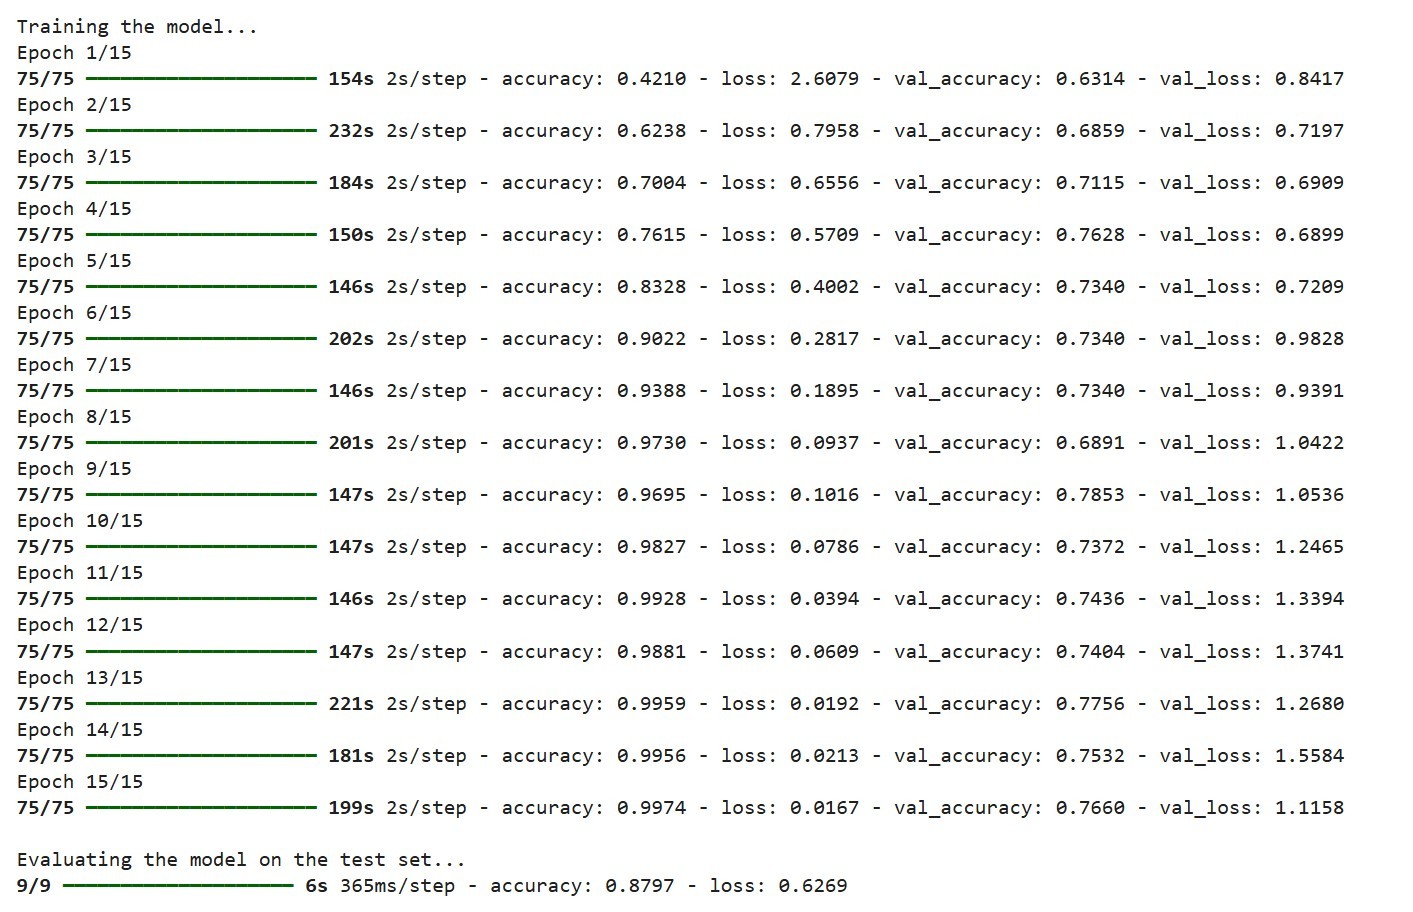 Training the model...
Epoch 1/15
75/75 ━━━━━━━━━━━━━━━━━━━━ 154s 2s/step - accuracy: 0.4210 - loss: 2.6079 - val_accuracy: 0.6314 - val_loss: 0.8417
Epoch 2/15
75/75 ━━━━━━━━━━━━━━━━━━━━ 232s 2s/step - accuracy: 0.6238 - loss: 0.7958 - val_accuracy: 0.6859 - val_loss: 0.7197
Epoch 3/15
75/75 ━━━━━━━━━━━━━━━━━━━━ 184s 2s/step - accuracy: 0.7004 - loss: 0.6556 - val_accuracy: 0.7115 - val_loss: 0.6909
Epoch 4/15
75/75 ━━━━━━━━━━━━━━━━━━━━ 150s 2s/step - accuracy: 0.7615 - loss: 0.5709 - val_accuracy: 0.7628 - val_loss: 0.6899
Epoch 5/15
75/75 ━━━━━━━━━━━━━━━━━━━━ 146s 2s/step - accuracy: 0.8328 - loss: 0.4002 - val_accuracy: 0.7340 - val_loss: 0.7209
Epoch 6/15
75/75 ━━━━━━━━━━━━━━━━━━━━ 202s 2s/step - accuracy: 0.9022 - loss: 0.2817 - val_accuracy: 0.7340 - val_loss: 0.9828
Epoch 7/15
75/75 ━━━━━━━━━━━━━━━━━━━━ 146s 2s/step - accuracy: 0.9388 - loss: 0.1895 - val_accuracy: 0.7340 - val_loss: 0.9391
Epoch 8/15
75/75 ━━━━━━━━━━━━━━━━━━━━ 201s 2s/step - accuracy: 0.9730 - loss: 0.0937 - val_accuracy: 0.6891 - val_loss: 1.0422
Epoch 9/15
75/75 ━━━━━━━━━━━━━━━━━━━━ 147s 2s/step - accuracy: 0.9695 - loss: 0.1016 - val_accuracy: 0.7853 - val_loss: 1.0536
Epoch 10/15
75/75 ━━━━━━━━━━━━━━━━━━━━ 147s 2s/step - accuracy: 0.9827 - loss: 0.0786 - val_accuracy: 0.7372 - val_loss: 1.2465
Epoch 11/15
75/75 ━━━━━━━━━━━━━━━━━━━━ 146s 2s/step - accuracy: 0.9928 - loss: 0.0394 - val_accuracy: 0.7436 - val_loss: 1.3394
Epoch 12/15
75/75 ━━━━━━━━━━━━━━━━━━━━ 147s 2s/step - accuracy: 0.9881 - loss: 0.0609 - val_accuracy: 0.7404 - val_loss: 1.3741
Epoch 13/15
75/75 ━━━━━━━━━━━━━━━━━━━━ 221s 2s/step - accuracy: 0.9959 - loss: 0.0192 - val_accuracy: 0.7756 - val_loss: 1.2680
Epoch 14/15
75/75 ━━━━━━━━━━━━━━━━━━━━ 181s 2s/step - accuracy: 0.9956 - loss: 0.0213 - val_accuracy: 0.7532 - val_loss: 1.5584
Epoch 15/15
75/75 ━━━━━━━━━━━━━━━━━━━━ 199s 2s/step - accuracy: 0.9974 - loss: 0.0167 - val_accuracy: 0.7660 - val_loss: 1.1158
Evaluating the model on the test set...
9/9 ━━━━━━━━━━━━━━━━━━━━ 6s 365ms/step - accuracy: 0.8797 - loss: 0.6269